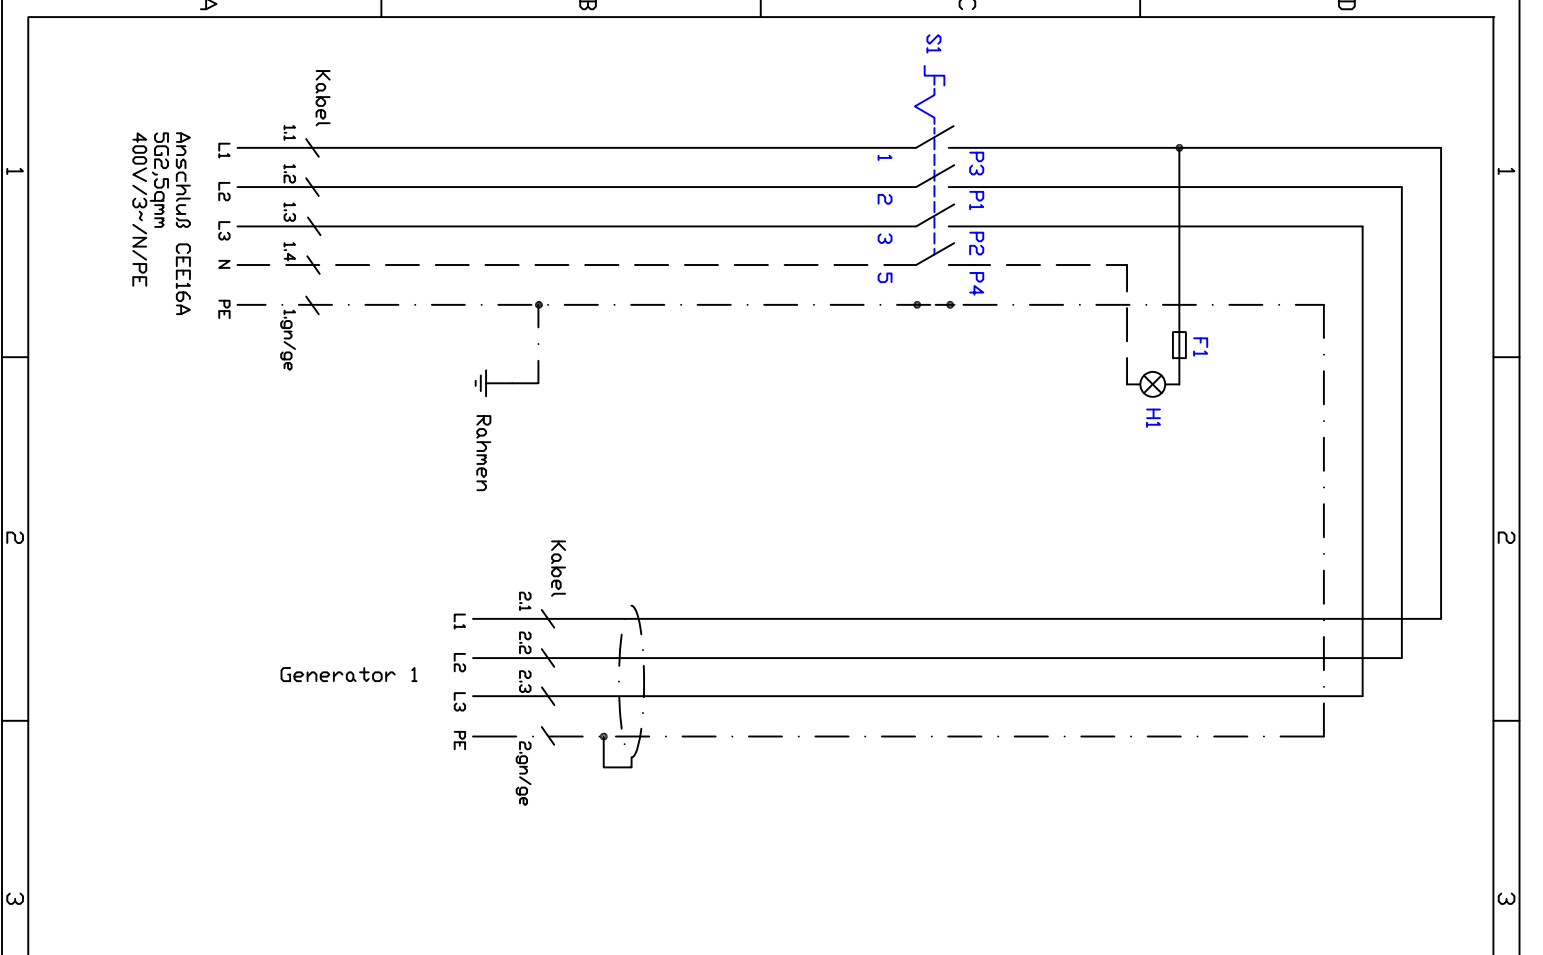 A
B
C
D
1
2
3
1
2
3
S1
Kabel
1.1
1.2
1.3
1.4
1.gn/ge
L1
L2
L3
N
PE
Anschluß CEE16A
5G2,5qmm
400V/3~/N/PE
1
2
3
5
P3
P1
P2
P4
F1
H1
Rahmen
Kabel
2.1
2.2
2.3
2.gn/ge
L1
L2
L3
PE
Generator 1